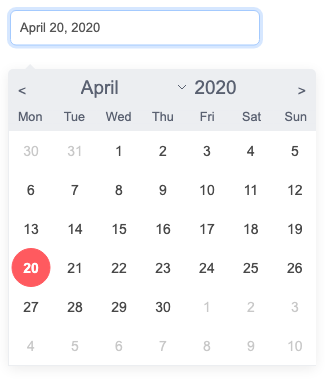 April 20, 2020
< April 2020 >
Mon Tue Wed Thu Fri Sat Sun
30 31 1 2 3 4 5
6 7 8 9 10 11 12
13 14 15 16 17 18 19
20 21 22 23 24 25 26
27 28 29 30 1 2 3
4 5 6 7 8 9 10